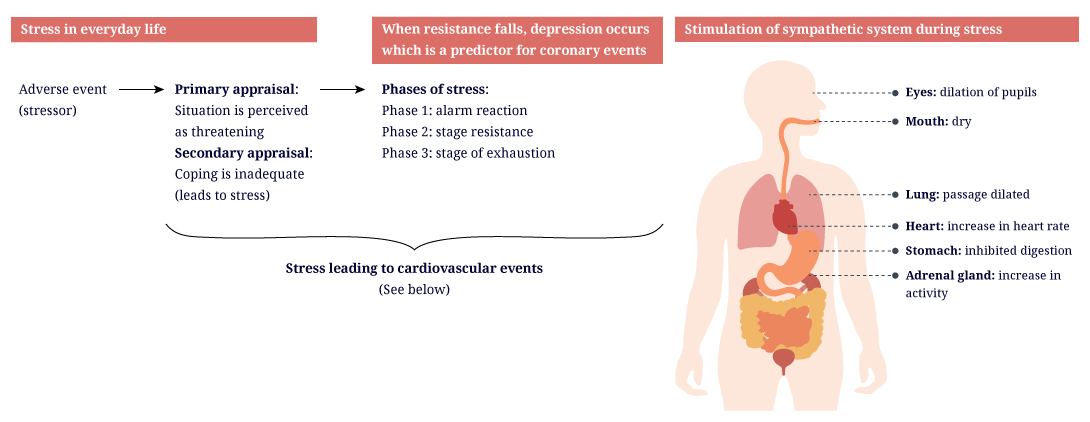 Stress in everyday life
When resistance falls, depression occurs
which is a predictor for coronary events
Stimulation of sympathetic system during stress
Adverse event
(stressor)
Primary appraisal:
Situation is perceived
as threatening
Secondary appraisal:
Coping is inadequate
(leads to stress)
Phases of stress:
Phase 1: alarm reaction
Phase 2: stage resistance
Phase 3: stage of exhaustion
Stress leading to cardiovascular events
(See below)
Eyes: dilation of pupils
Mouth: dry
Lung: passage dilated
Heart: increase in heart rate
Stomach: inhibited digestion
Adrenal gland: increase in
activity